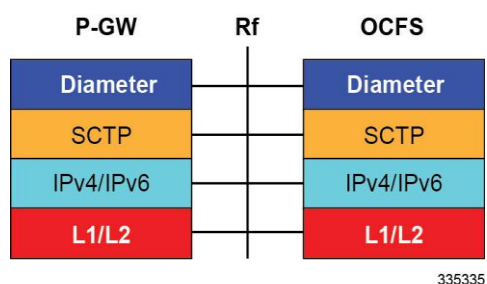 P-GW Rf OCFS
Diameter Diameter
SCTP SCTP
IPv4/IPv6 IPv4/IPv6
L1/L2 L1/L2
335335